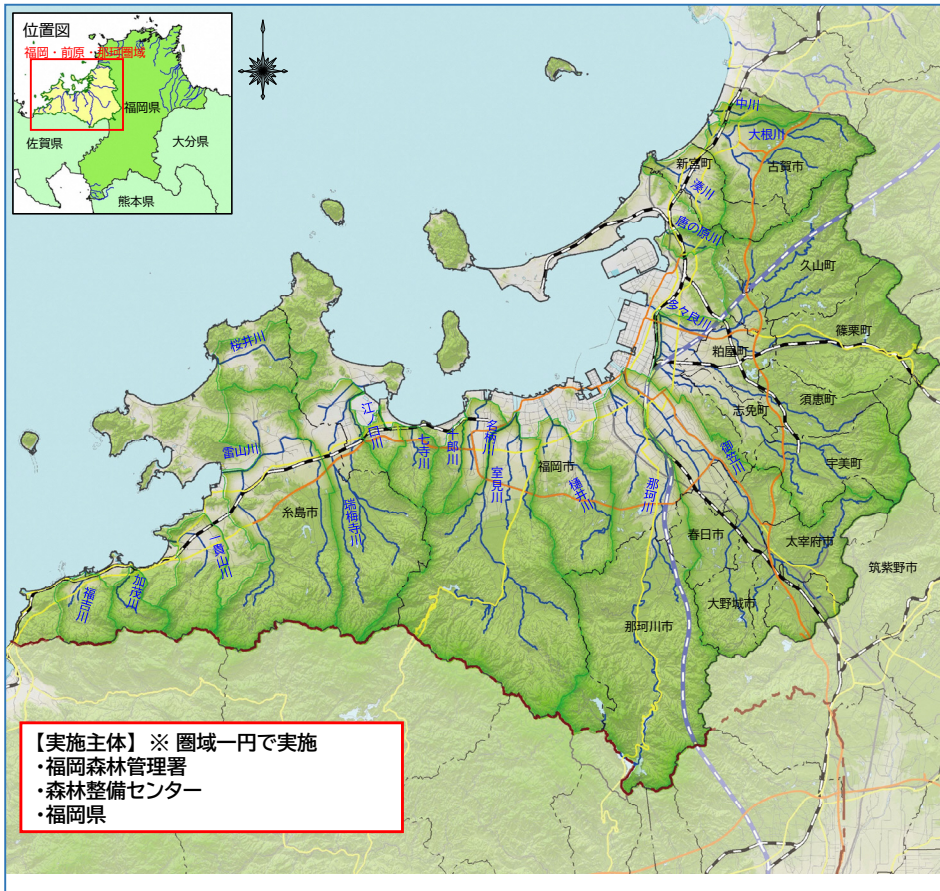 位置図
福岡・前原・那珂圏域
福岡県
佐賀県
大分県
熊本県
中川
大根川
新宮町
古賀市
湊川
唐の原川
久山町
多々良川
篠栗町
粕屋町
桜井川
須恵町
志免町
江ノ口川
名柄川
十郎川
七寺川
雷山川
御笠川
宇美町
福岡市
室見川
樋井川
那珂川
瑞梅寺川
糸島市
春日市
太宰府市
一貴山川
筑紫野市
加茂川
福吉川
大野城市
那珂川市
【実施主体】 ※ 圏域一円で実施
・福岡森林管理署
・森林整備センター
・福岡県